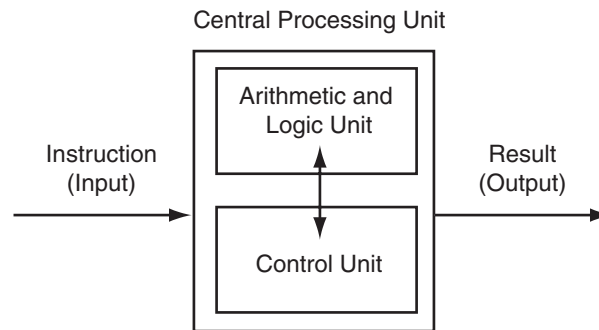 Central Processing Unit
Arithmetic and
Logic Unit
Instruction
(Input)
Result
(Output)
Control Unit